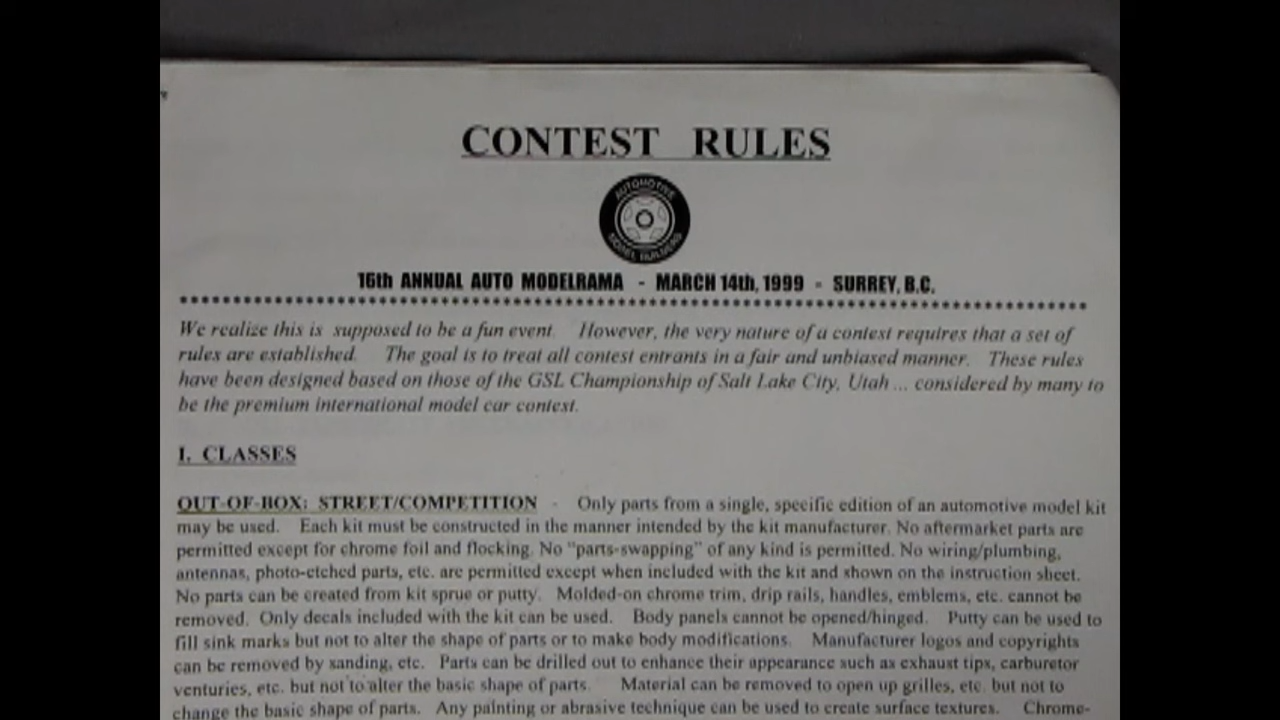 CONTEST RULES
AUTOMOTIVE
MODEL BUILDERS
16th ANNUAL AUTO MODELRAMA - MARCH 14th, 1999 - SURREY, B.C.
We realize this is supposed to be a fun event. However, the very nature of a contest requires that a set of
rules are established. The goal is to treat all contest entrants in a fair and unbiased manner. These rules
have been designed based on those of the GSL Championship of Salt Lake City, Utah ... considered by many to
be the premium international model car contest.
I. CLASSES
OUT-OF-BOX: STREET/COMPETITION - Only parts from a single, specific edition of an automotive model kit
may be used. Each kit must be constructed in the manner intended by the kit manufacturer. No aftermarket parts are
permitted except for chrome foil and flocking. No "parts-swapping" of any kind is permitted. No wiring/plumbing,
antennas, photo-etched parts, etc. are permitted except when included with the kit and shown on the instruction sheet.
No parts can be created from kit sprue or putty. Molded-on chrome trim, drip rails, handles, emblems, etc. cannot be
removed. Only decals included with the kit can be used. Body panels cannot be opened/hinged. Putty can be used to
fill sink marks but not to alter the shape of parts or to make body modifications. Manufacturer logos and copyrights
can be removed by sanding, etc. Parts can be drilled out to enhance their appearance such as exhaust tips, carburetor
venturies, etc. but not to alter the basic shape of parts. Material can be removed to open up grilles, etc. but not to
change the basic shape of parts. Any painting or abrasive technique can be used to create surface textures. Chrome-